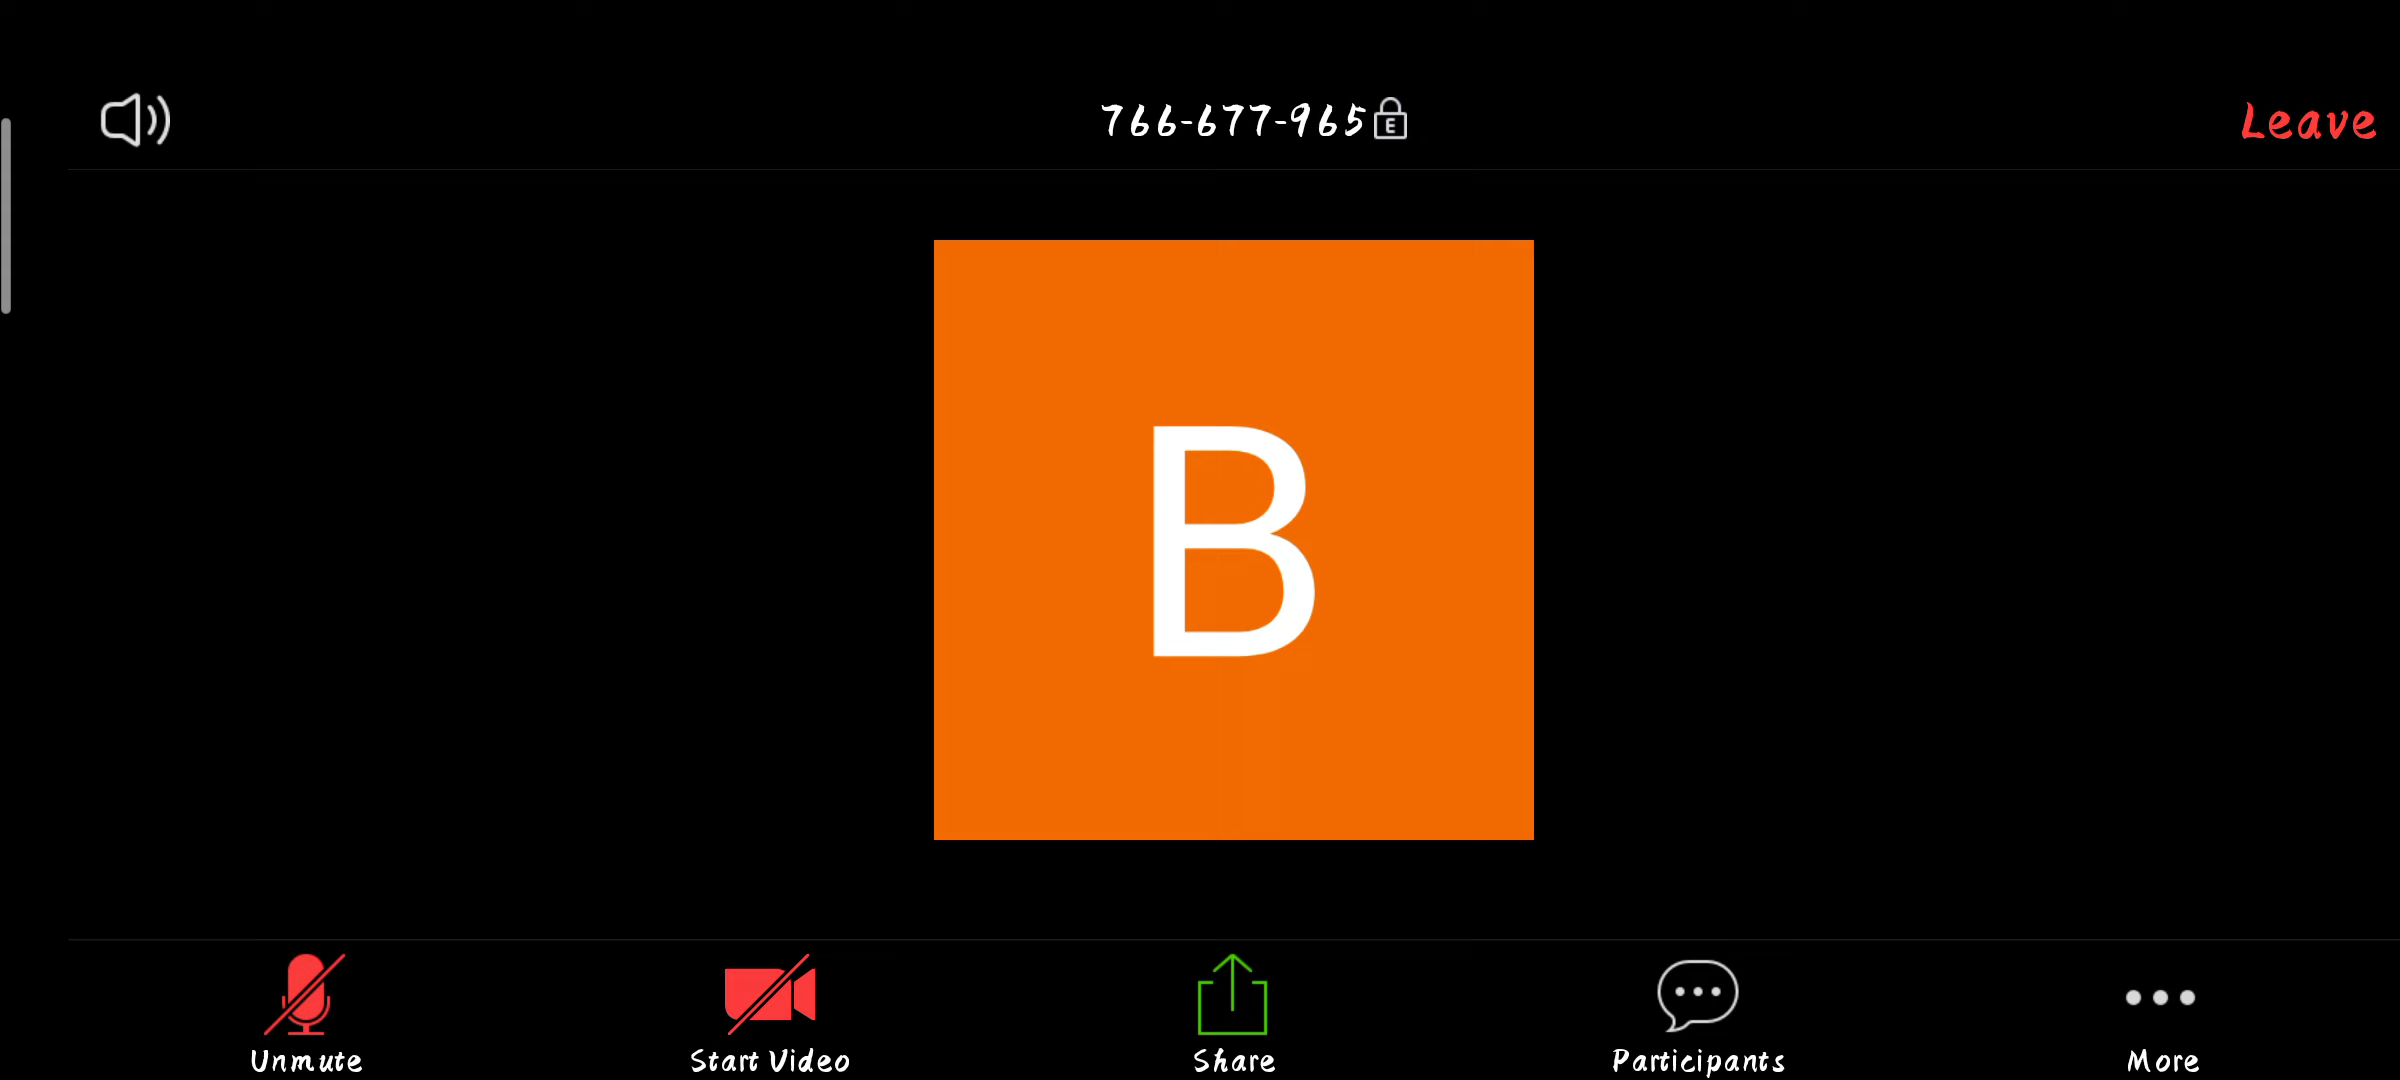 766-677-965
Leave
B
Unmute
Start Video
Share
Participants
More